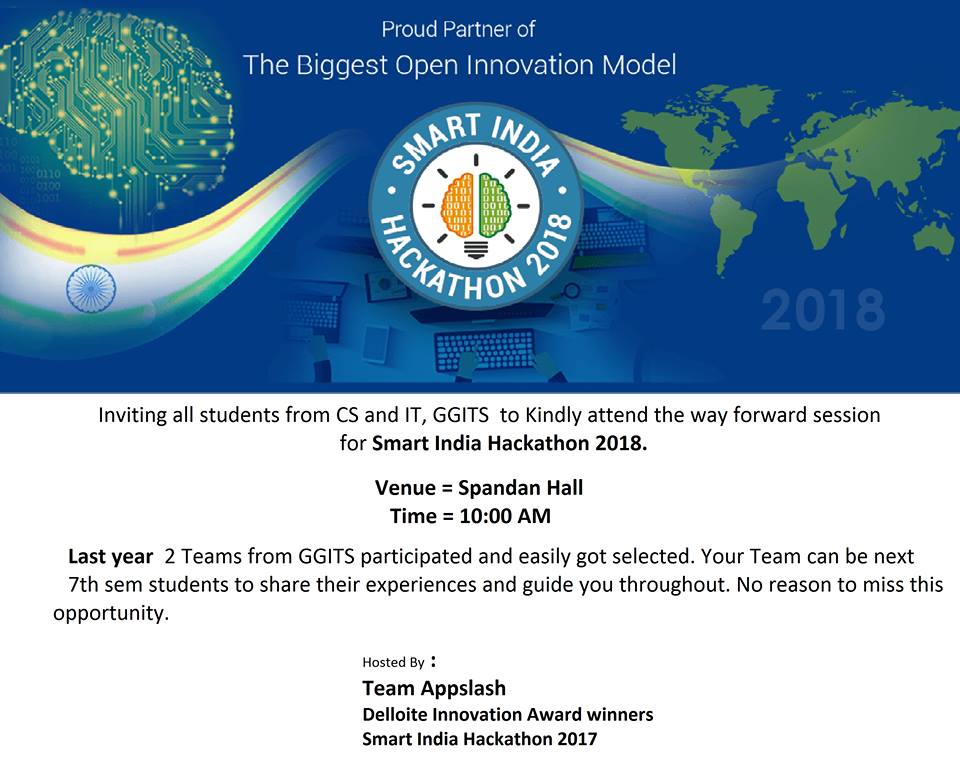 Proud Partner of
The Biggest Open Innovation Model
SMART INDIA
HACKATHON 2018
2018
Inviting all students from CS and IT, GGITS to Kindly attend the way forward session
for Smart India Hackathon 2018.
Venue = Spandan Hall
Time = 10:00 AM
Last year 2 Teams from GGITS participated and easily got selected. Your Team can be next
7th sem students to share their experiences and guide you throughout. No reason to miss this
opportunity.
Hosted By :
Team Appslash
Delloite Innovation Award winners
Smart India Hackathon 2017